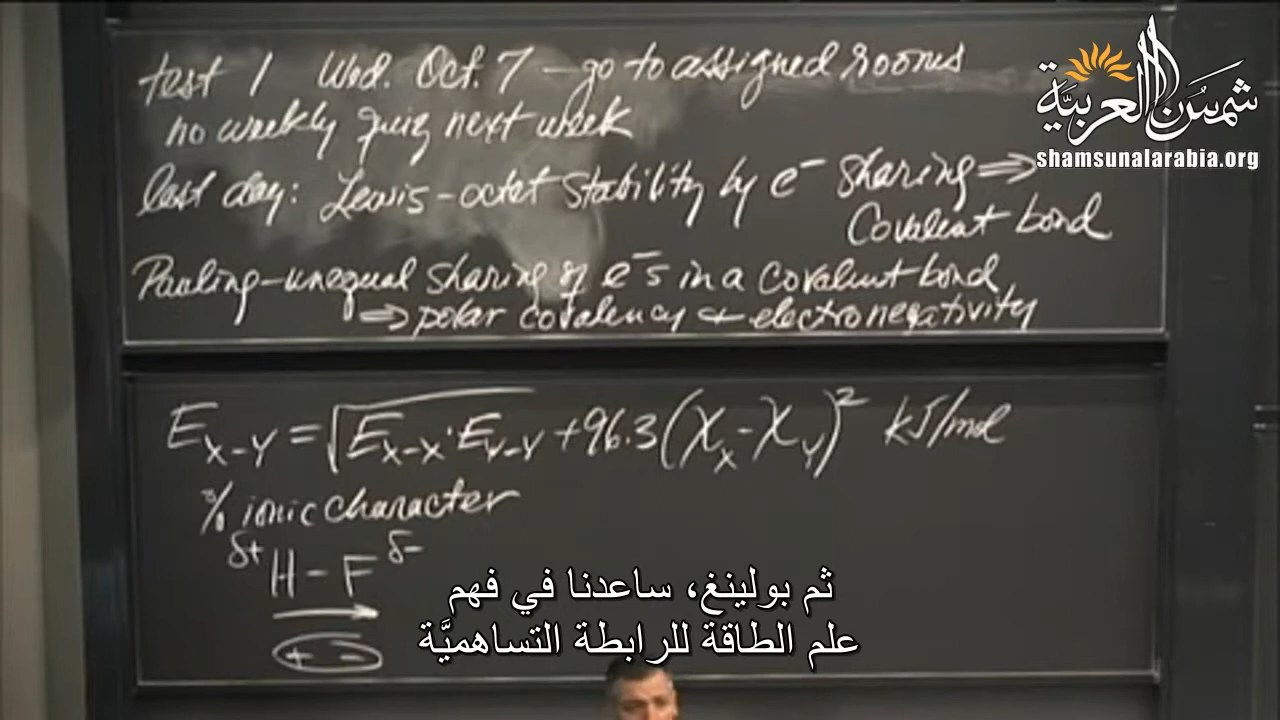 test 1 Wed. Oct. 7 – go to assigned rooms
no weekly quiz next week
last day: Lewis – octet stability by e⁻ sharing ⇒
Covalent bond
Pauling – unequal sharing of e⁻s in a covalent bond
⇒ polar covalency & electronegativity
E_X–Y = √(E_X–X · E_Y–Y) + 96.3 (χ_X – χ_Y)² kJ/mol
% ionic character
δ+ H – F δ–
+ –
شمس العربية
shamsunalarabia.org
ثم بولينغ، ساعدنا في فهم
علم الطاقة للرابطة التساهميَّة